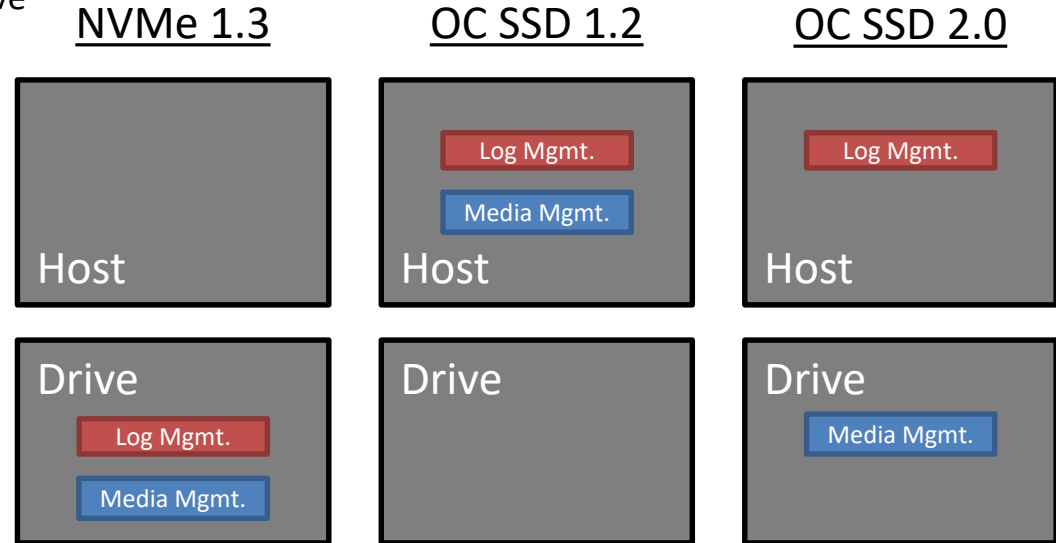 NVMe 1.3
OC SSD 1.2
OC SSD 2.0
Log Mgmt.
Media Mgmt.
Host
Log Mgmt.
Host
Host
Drive
Log Mgmt.
Media Mgmt.
Drive
Drive
Media Mgmt.